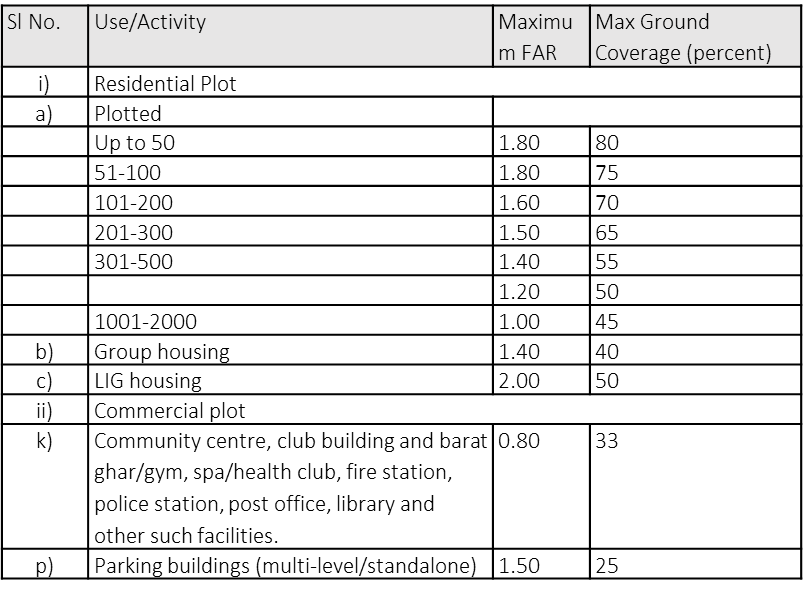 Sl No. Use/Activity Maximu Max Ground
m FAR Coverage (percent)
i) Residential Plot
a) Plotted
Up to 50 1.80 80
51-100 1.80 75
101-200 1.60 70
201-300 1.50 65
301-500 1.40 55
1.20 50
1001-2000 1.00 45
b) Group housing 1.40 40
c) LIG housing 2.00 50
ii) Commercial plot
k) Community centre, club building and barat 0.80 33
ghar/gym, spa/health club, fire station,
police station, post office, library and
other such facilities.
p) Parking buildings (multi-level/standalone) 1.50 25